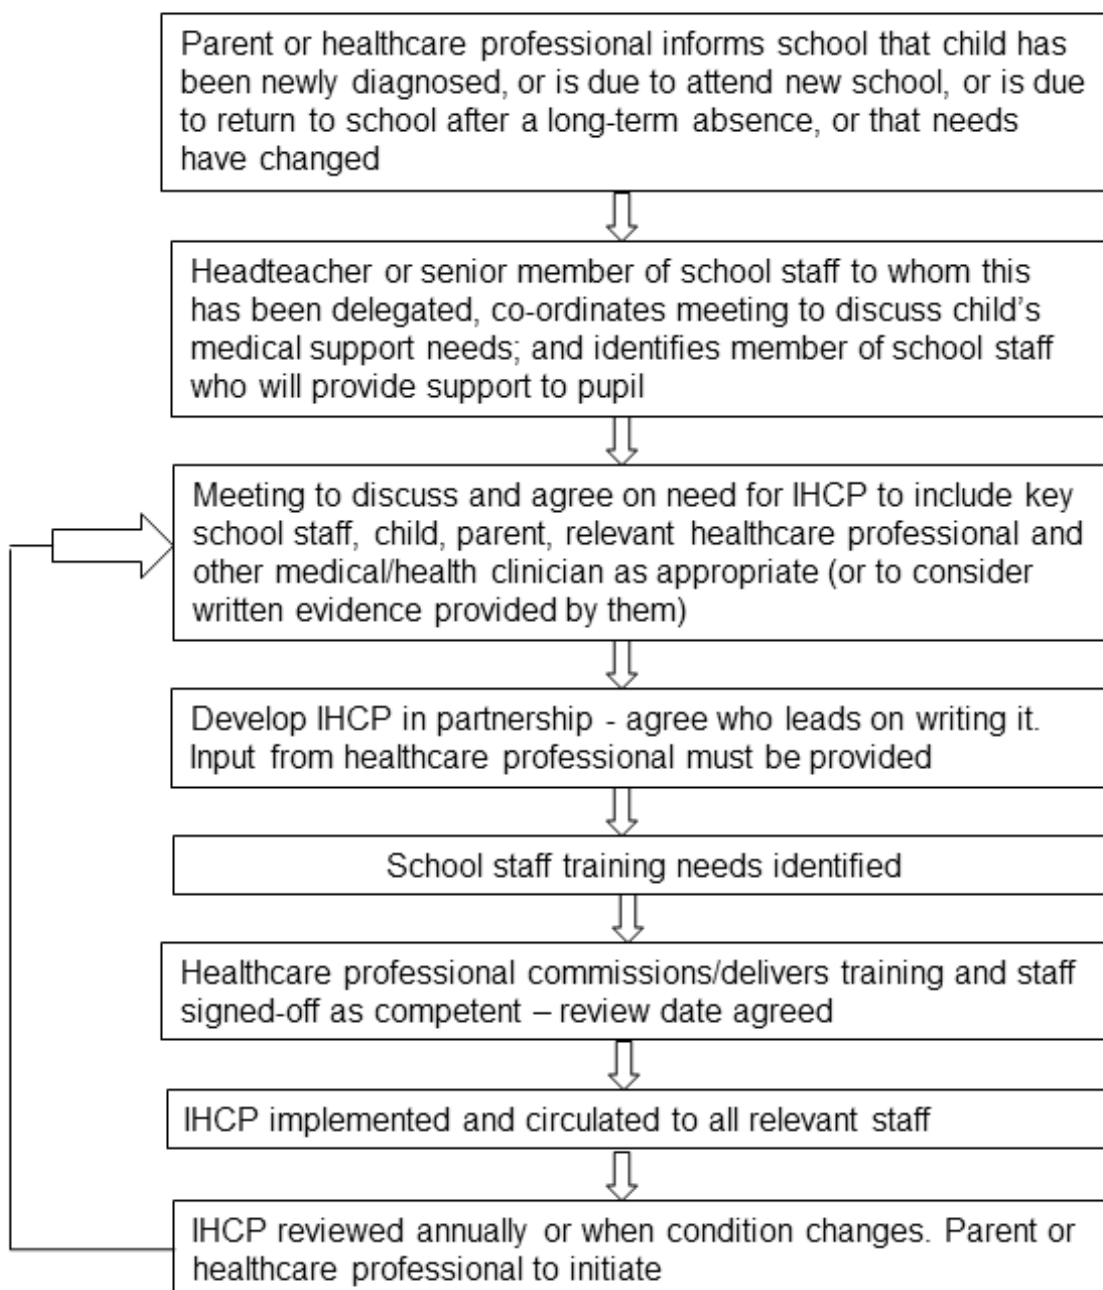 Parent or healthcare professional informs school that child has
been newly diagnosed, or is due to attend new school, or is due
to return to school after a long-term absence, or that needs
have changed
Headteacher or senior member of school staff to whom this
has been delegated, co-ordinates meeting to discuss child's
medical support needs; and identifies member of school staff
who will provide support to pupil
Meeting to discuss and agree on need for IHCP to include key
school staff, child, parent, relevant healthcare professional and
other medical/health clinician as appropriate (or to consider
written evidence provided by them)
Develop IHCP in partnership - agree who leads on writing it.
Input from healthcare professional must be provided
School staff training needs identified
Healthcare professional commissions/delivers training and staff
signed-off as competent – review date agreed
IHCP implemented and circulated to all relevant staff
IHCP reviewed annually or when condition changes. Parent or
healthcare professional to initiate